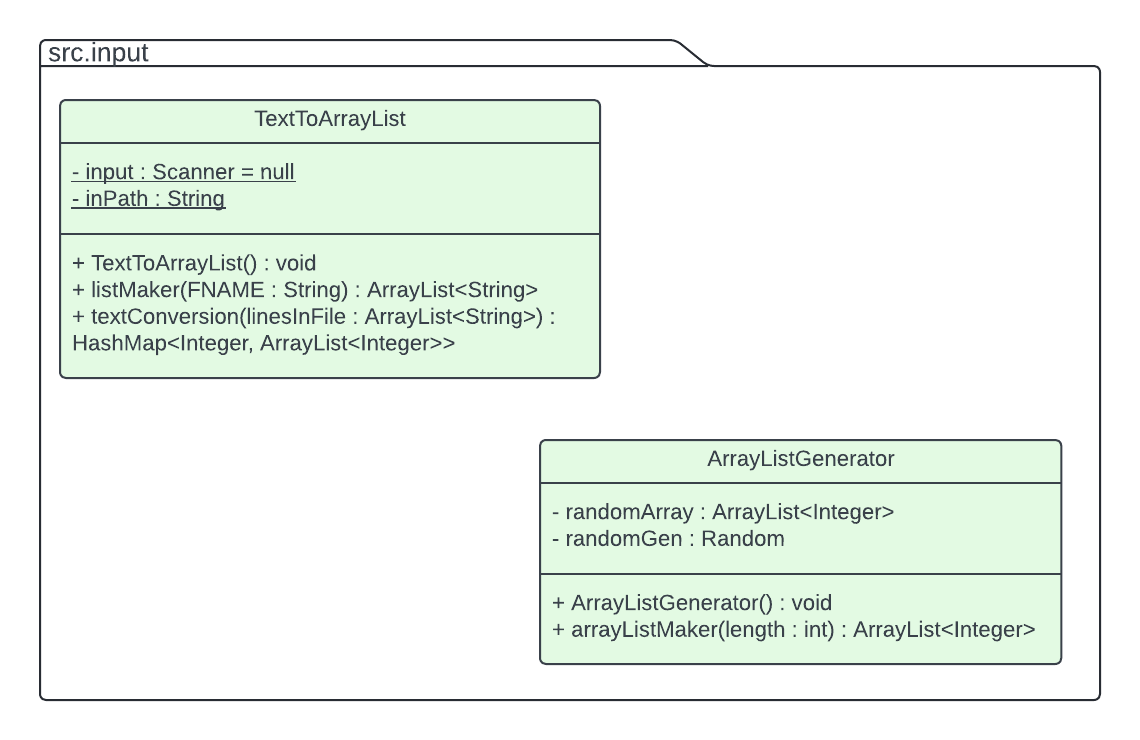 src.input
TextToArrayList
- input : Scanner = null
- inPath : String
+ TextToArrayList() : void
+ listMaker(FNAME : String) : ArrayList<String>
+ textConversion(linesInFile : ArrayList<String>) :
HashMap<Integer, ArrayList<Integer>>
ArrayListGenerator
- randomArray : ArrayList<Integer>
- randomGen : Random
+ ArrayListGenerator() : void
+ arrayListMaker(length : int) : ArrayList<Integer>